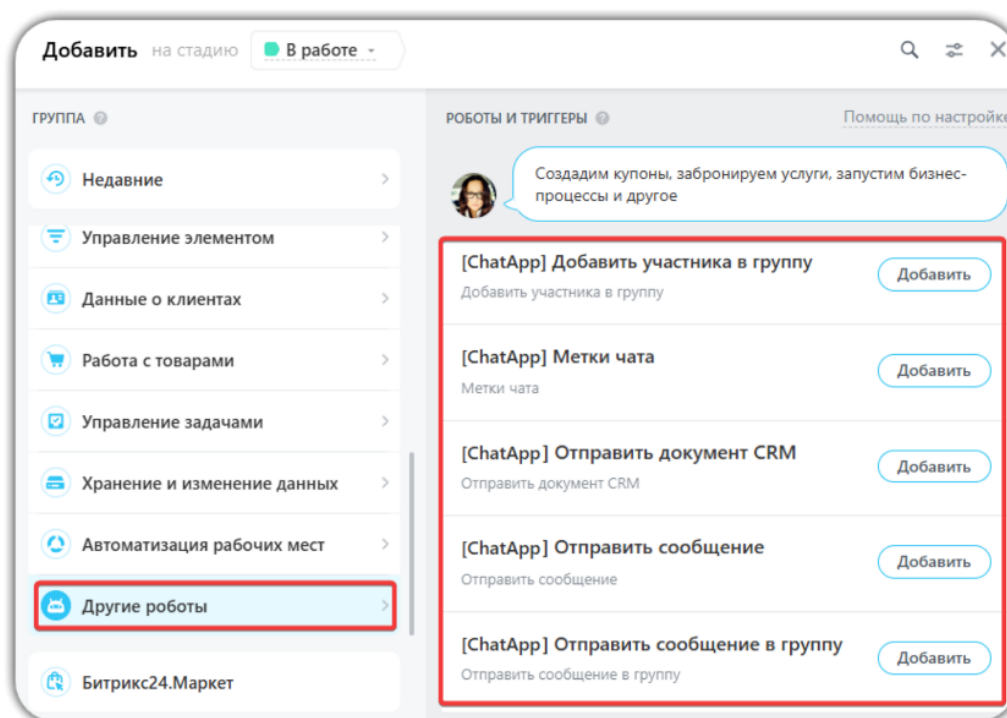 Добавить на стадию В работе
ГРУППА
Недавние
Управление элементом
Данные о клиентах
Работа с товарами
Управление задачами
Хранение и изменение данных
Автоматизация рабочих мест
Другие роботы
Битрикс24.Маркет
РОБОТЫ И ТРИГГЕРЫ
Помощь по настройке
Создадим купоны, забронируем услуги, запустим бизнес-
процессы и другое
[ChatApp] Добавить участника в группу
Добавить участника в группу
Добавить
[ChatApp] Метки чата
Метки чата
Добавить
[ChatApp] Отправить документ CRM
Отправить документ CRM
Добавить
[ChatApp] Отправить сообщение
Отправить сообщение
Добавить
[ChatApp] Отправить сообщение в группу
Отправить сообщение в группу
Добавить